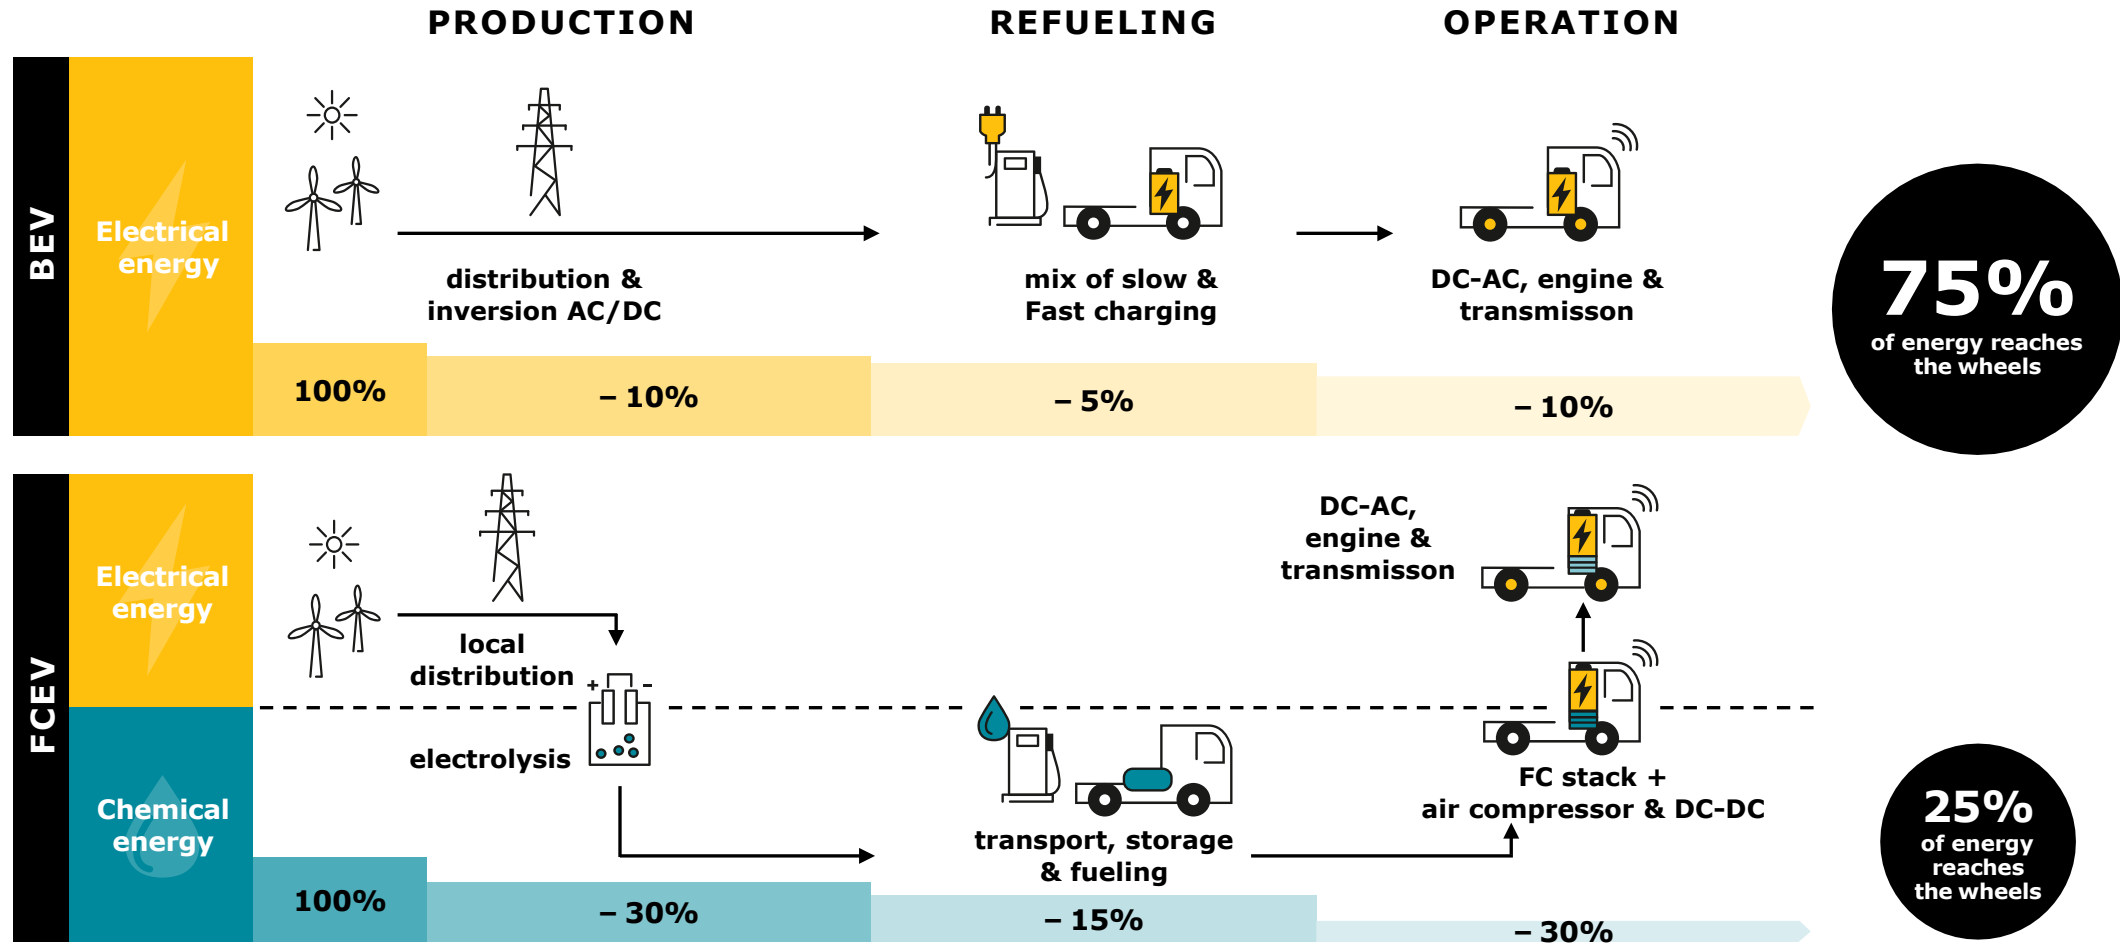 PRODUCTION
REFUELING
OPERATION
BEV
Electrical
energy
distribution &
inversion AC/DC
mix of slow &
Fast charging
DC-AC, engine &
transmisson
100%
– 10%
– 5%
– 10%
75%
of energy reaches
the wheels
FCEV
Electrical
energy
Chemical
energy
local
distribution
+ –
electrolysis
transport, storage
& fueling
DC-AC,
engine &
transmisson
FC stack +
air compressor & DC-DC
100%
– 30%
– 15%
– 30%
25%
of energy
reaches
the wheels